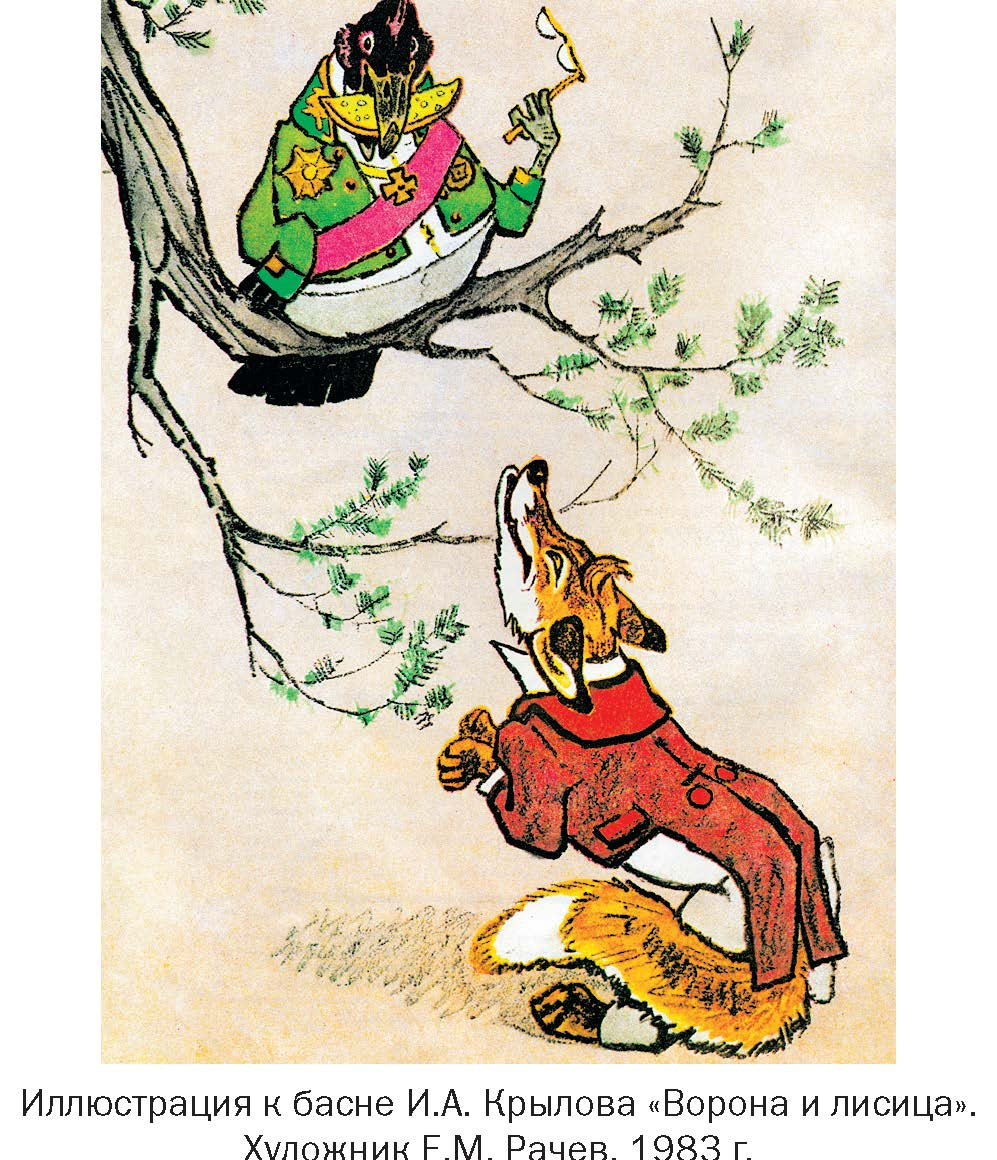 Иллюстрация к басне И.А. Крылова «Ворона и лисица».
Художник Е.М. Рачев. 1983 г.